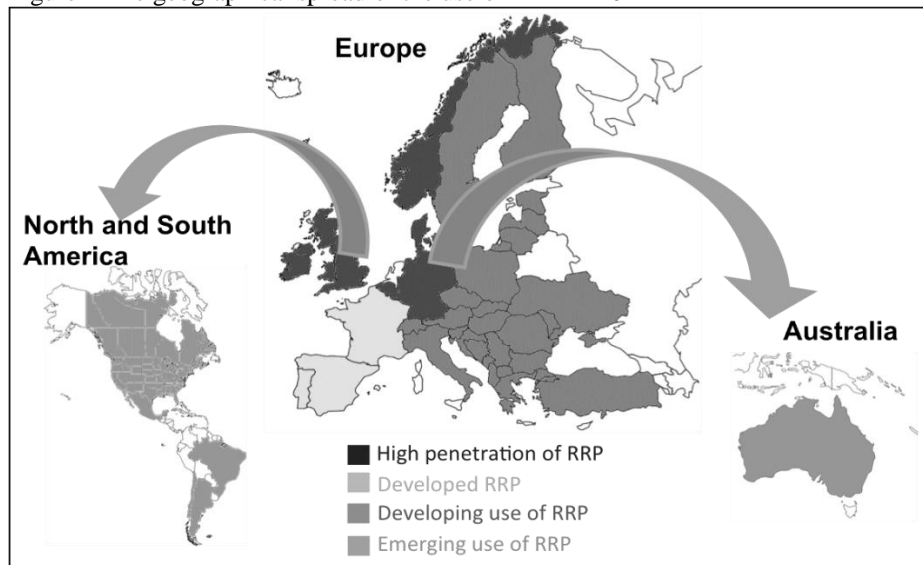 Europe
North and South
America
Australia
High penetration of RRP
Developed RRP
Developing use of RRP
Emerging use of RRP